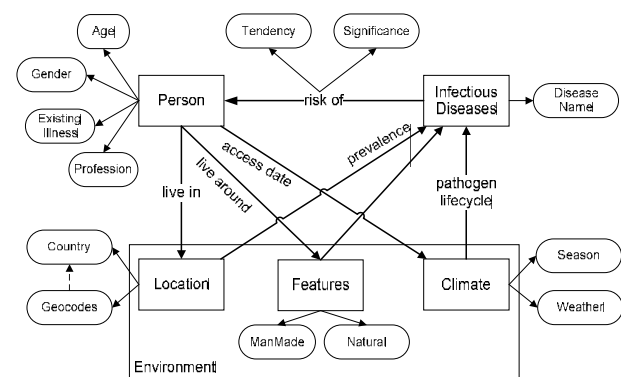 Age
Tendency
Significance
Gender
Person
risk of
Infectious
Diseases
Disease
Name
Existing
Illness
Profession
live in
live around
access date
prevalence
pathogen
lifecycle
Country
Geocodes
Location
Features
Climate
Season
Weather
ManMade
Natural
Environment